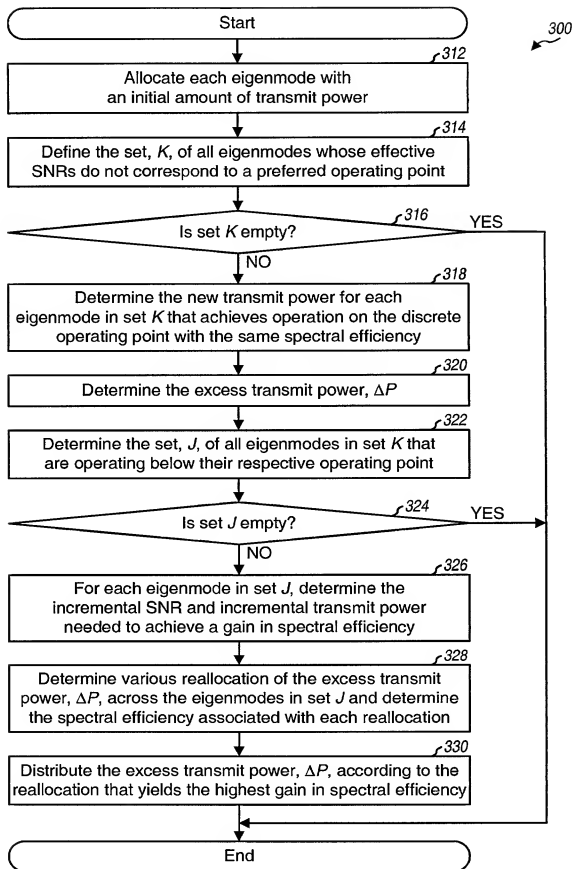 Start
300
312
Allocate each eigenmode with
an initial amount of transmit power
314
Define the set, K, of all eigenmodes whose effective
SNRs do not correspond to a preferred operating point
316
Is set K empty?
YES
NO
318
Determine the new transmit power for each
eigenmode in set K that achieves operation on the discrete
operating point with the same spectral efficiency
320
Determine the excess transmit power, ΔP
322
Determine the set, J, of all eigenmodes in set K that
are operating below their respective operating point
324
Is set J empty?
YES
NO
326
For each eigenmode in set J, determine the
incremental SNR and incremental transmit power
needed to achieve a gain in spectral efficiency
328
Determine various reallocation of the excess transmit
power, ΔP, across the eigenmodes in set J and determine
the spectral efficiency associated with each reallocation
330
Distribute the excess transmit power, ΔP, according to the
reallocation that yields the highest gain in spectral efficiency
End